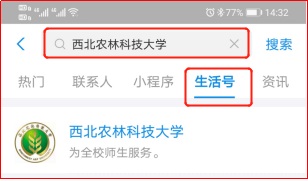 77% 14:32
西北农林科技大学 搜索
热门 联系人 小程序 生活号 资讯
西北农林科技大学
为全校师生服务。